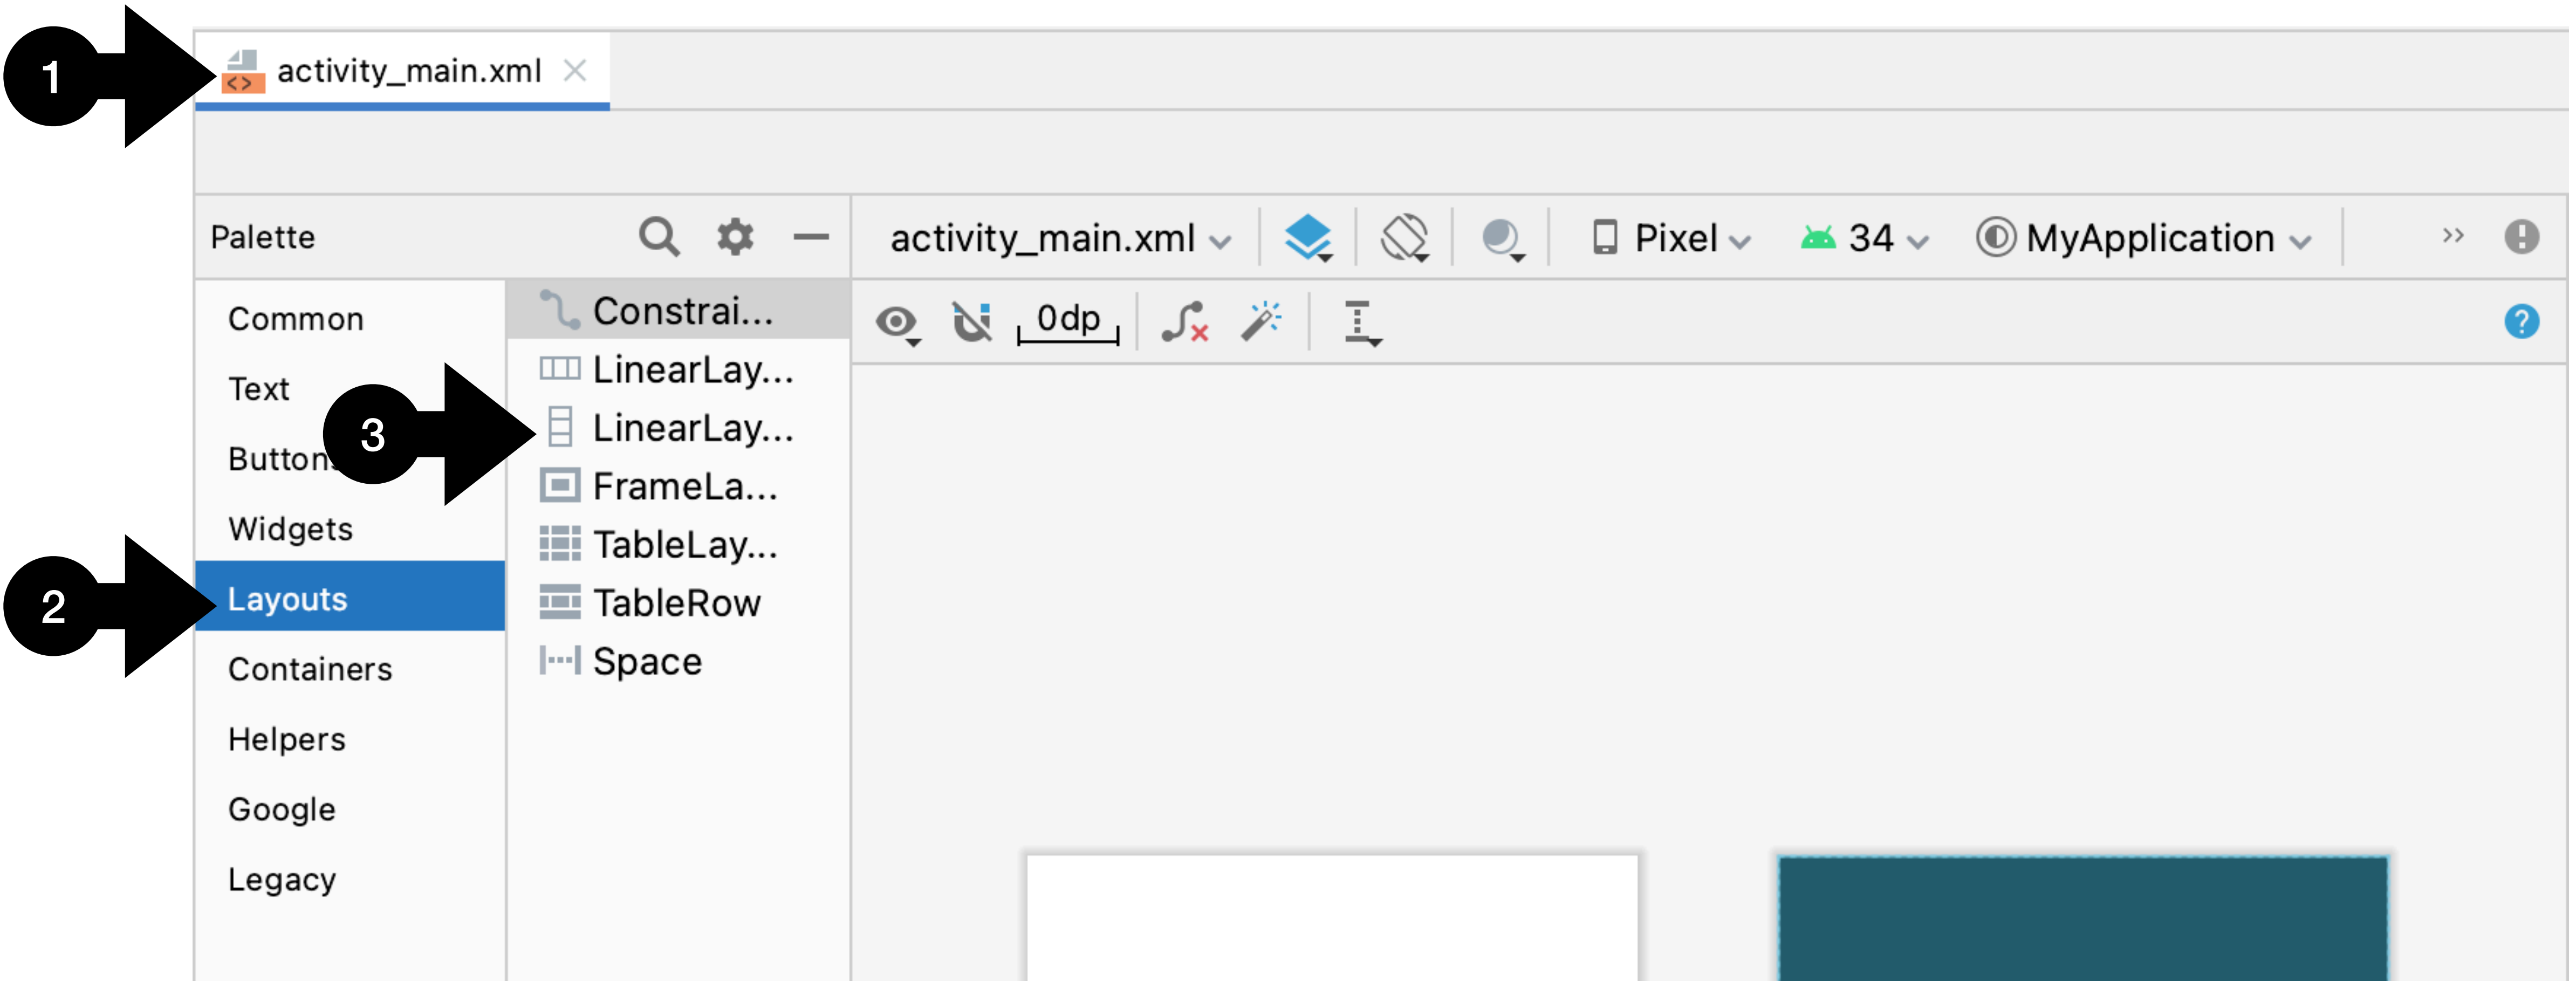 1
activity_main.xml
Palette
activity_main.xml
Pixel
34
MyApplication
0dp
?
Common
Text
Buttons
Widgets
2
Layouts
Containers
Helpers
Google
Legacy
Constrai...
LinearLay...
3
LinearLay...
FrameLa...
TableLay...
TableRow
Space